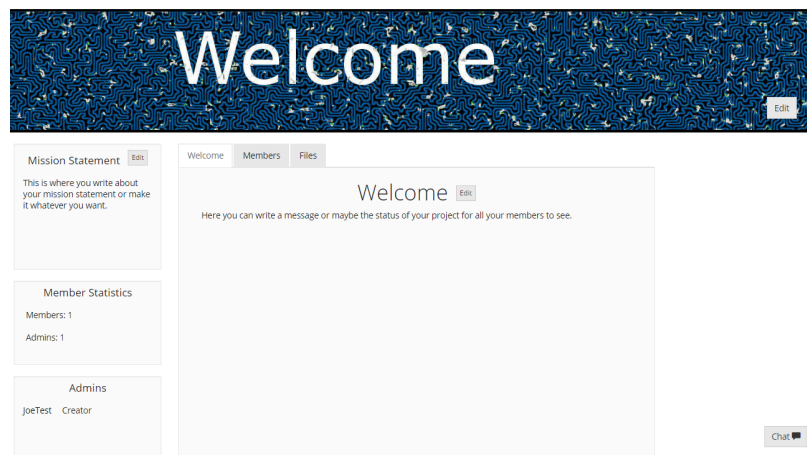 Welcome
Edit
Mission Statement Edit
This is where you write about
your mission statement or make
it whatever you want.
Member Statistics
Members: 1
Admins: 1
Admins
JoeTest Creator
Welcome Members Files
Welcome Edit
Here you can write a message or maybe the status of your project for all your members to see.
Chat